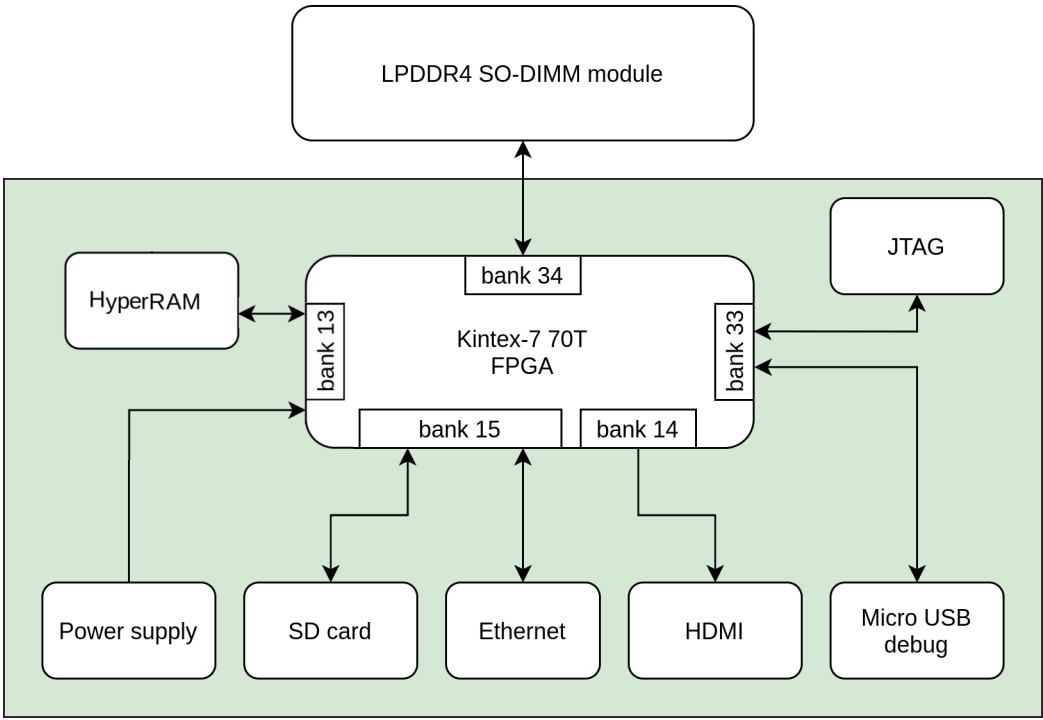 LPDDR4 SO-DIMM module
JTAG
HyperRAM
bank 34
bank 13
Kintex-7 70T
FPGA
bank 33
bank 15
bank 14
Power supply
SD card
Ethernet
HDMI
Micro USB
debug